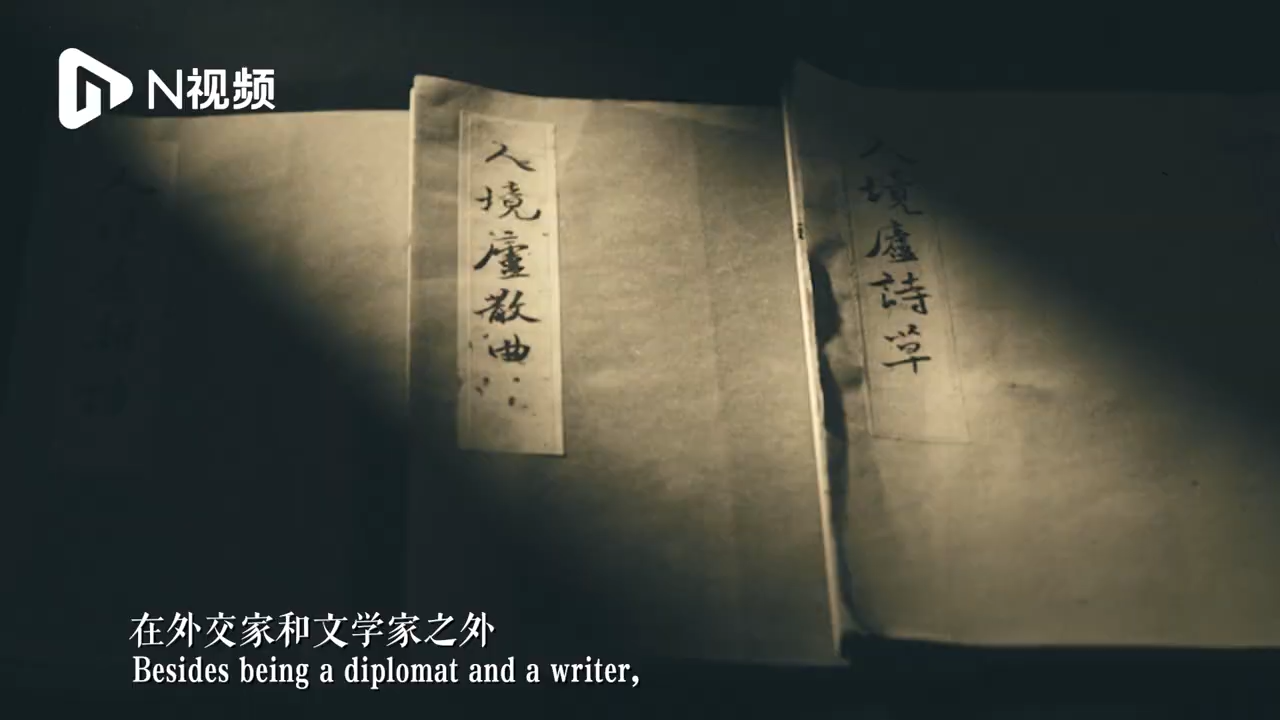 N视频
人境廬散曲
人境廬詩草
在外交家和文学家之外
Besides being a diplomat and a writer,